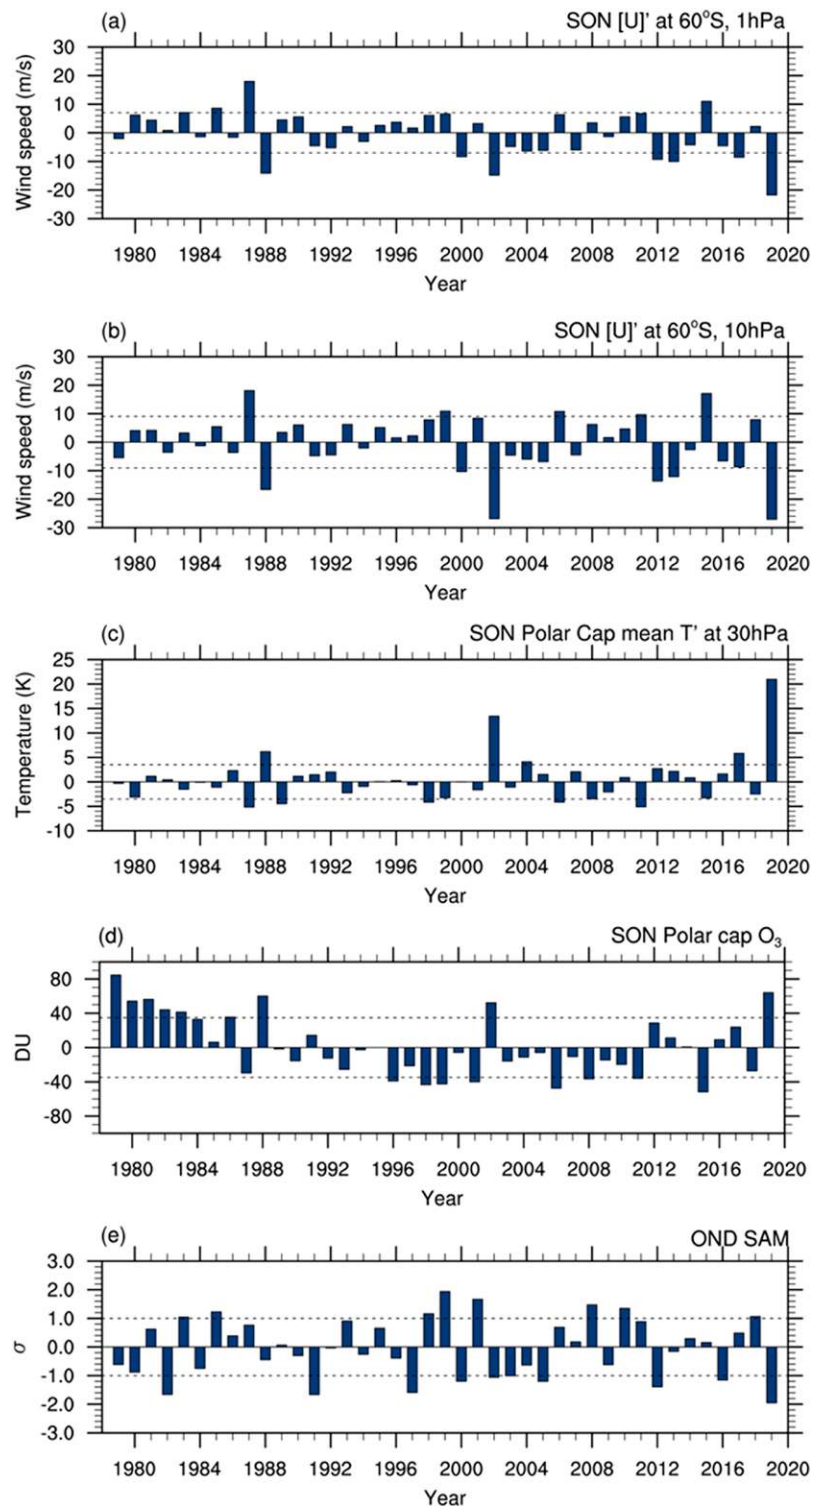 (a) SON [U]' at 60°S, 1hPa
30
20
10
0
-10
-20
-30
Wind speed (m/s)
1980 1984 1988 1992 1996 2000 2004 2008 2012 2016 2020
Year
(b) SON [U]' at 60°S, 10hPa
30
20
10
0
-10
-20
-30
Wind speed (m/s)
1980 1984 1988 1992 1996 2000 2004 2008 2012 2016 2020
Year
(c) SON Polar Cap mean T' at 30hPa
25
20
15
10
5
0
-5
-10
Temperature (K)
1980 1984 1988 1992 1996 2000 2004 2008 2012 2016 2020
Year
(d) SON Polar cap O₃
80
40
0
-40
-80
DU
1980 1984 1988 1992 1996 2000 2004 2008 2012 2016 2020
Year
(e) OND SAM
3.0
2.0
1.0
0.0
-1.0
-2.0
-3.0
σ
1980 1984 1988 1992 1996 2000 2004 2008 2012 2016 2020
Year